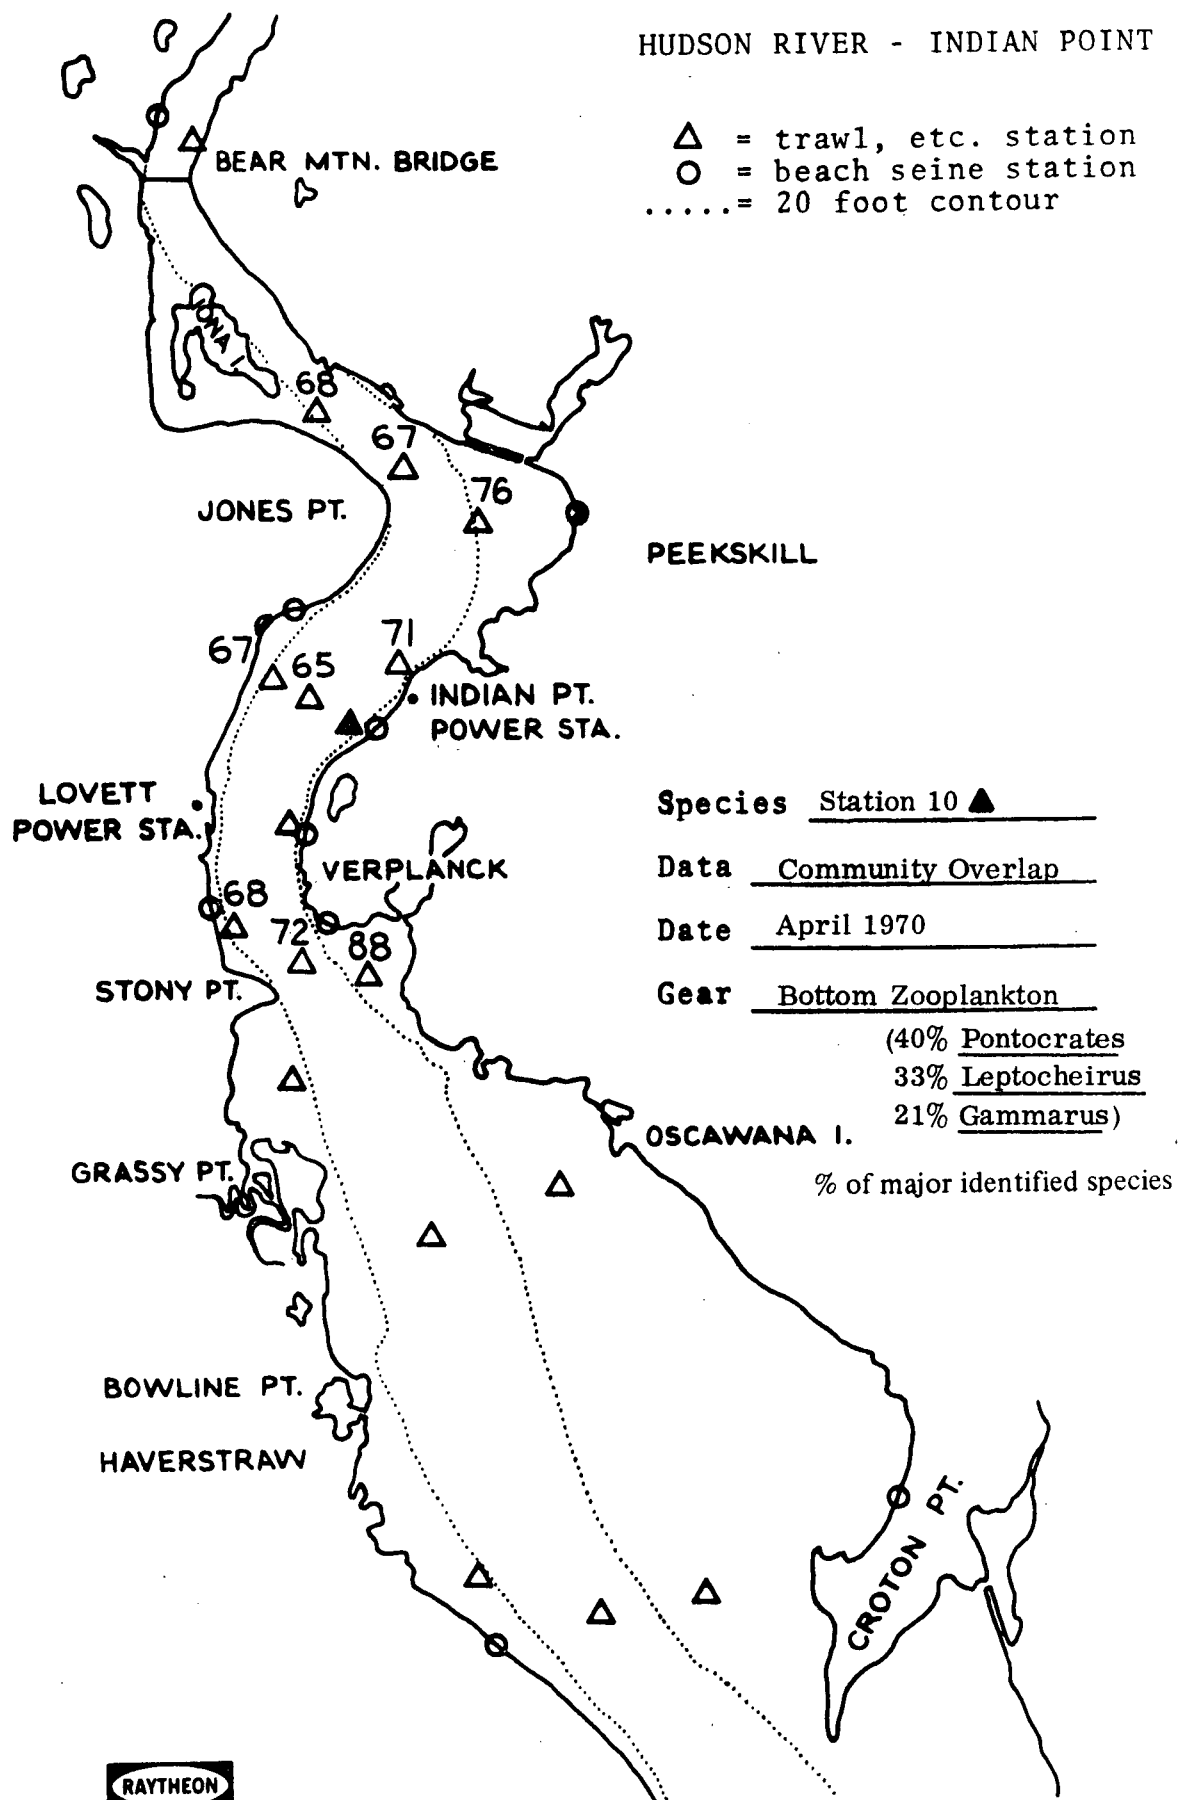 HUDSON RIVER - INDIAN POINT
△ = trawl, etc. station
○ = beach seine station
.....= 20 foot contour
BEAR MTN. BRIDGE
IONA I.
68
67
76
JONES PT.
PEEKSKILL
67
65
71
INDIAN PT.
POWER STA.
LOVETT
POWER STA.
Species Station 10 ▲
Data Community Overlap
VERPLANCK
68
72
88
Date April 1970
STONY PT.
Gear Bottom Zooplankton
(40% Pontocrates
33% Leptocheirus
21% Gammarus)
OSCAWANA I.
GRASSY PT.
% of major identified species
BOWLINE PT.
HAVERSTRAW
CROTON PT.
RAYTHEON